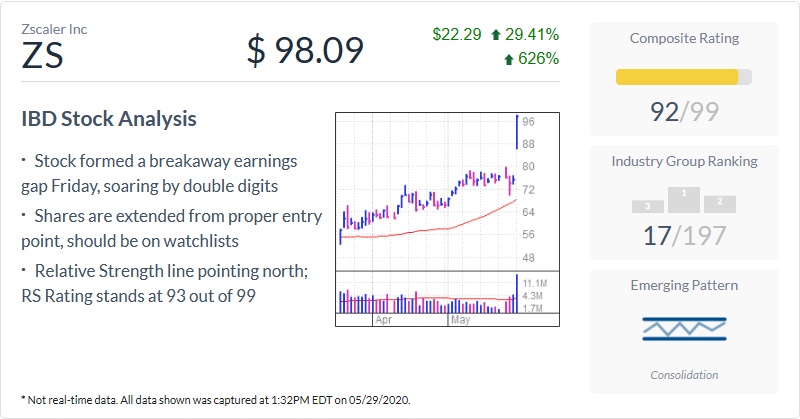 Zscaler Inc
ZS
$ 98.09
$22.29 29.41%
626%
IBD Stock Analysis
· Stock formed a breakaway earnings
gap Friday, soaring by double digits
· Shares are extended from proper entry
point, should be on watchlists
· Relative Strength line pointing north;
RS Rating stands at 93 out of 99
96
88
80
72
64
56
48
11.1M
4.3M
1.7M
Apr
May
Composite Rating
92/99
Industry Group Ranking
3 1 2
17/197
Emerging Pattern
Consolidation
* Not real-time data. All data shown was captured at 1:32PM EDT on 05/29/2020.